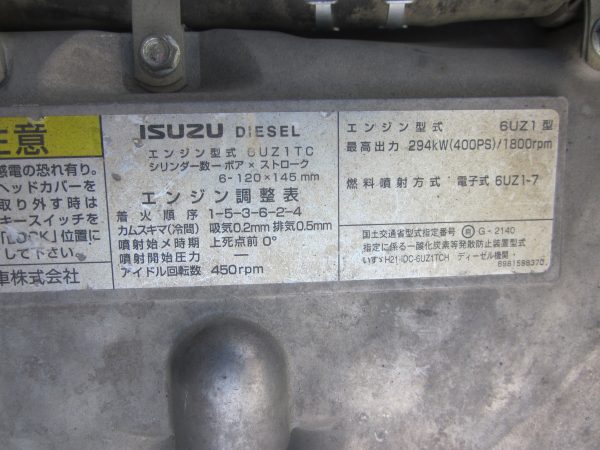 注意
感電の恐れ有り。
ヘッドカバーを
取り外す時は
キースイッチを
「LOCK」位置に
して下さい。
車株式会社
ISUZU DIESEL
エンジン型式 6UZ1TC
シリンダー数ーボア×ストローク
6-120×145mm
エンジン調整表
着火順序 1-5-3-6-2-4
カムスキマ(冷間) 吸気0.2mm 排気0.5mm
噴射始メ時期 上死点前 0°
噴射開始圧力 ー
アイドル回転数 450rpm
エンジン型式 6UZ1型
最高出力 294kW(400PS)/1800rpm
燃料噴射方式 電子式 6UZ1-7
国土交通省型式指定番号 G-2140
指定に係る一酸化炭素等発散防止装置型式
いすゞH21-IDC-6UZ1TCH ディーゼル機関
8981598370